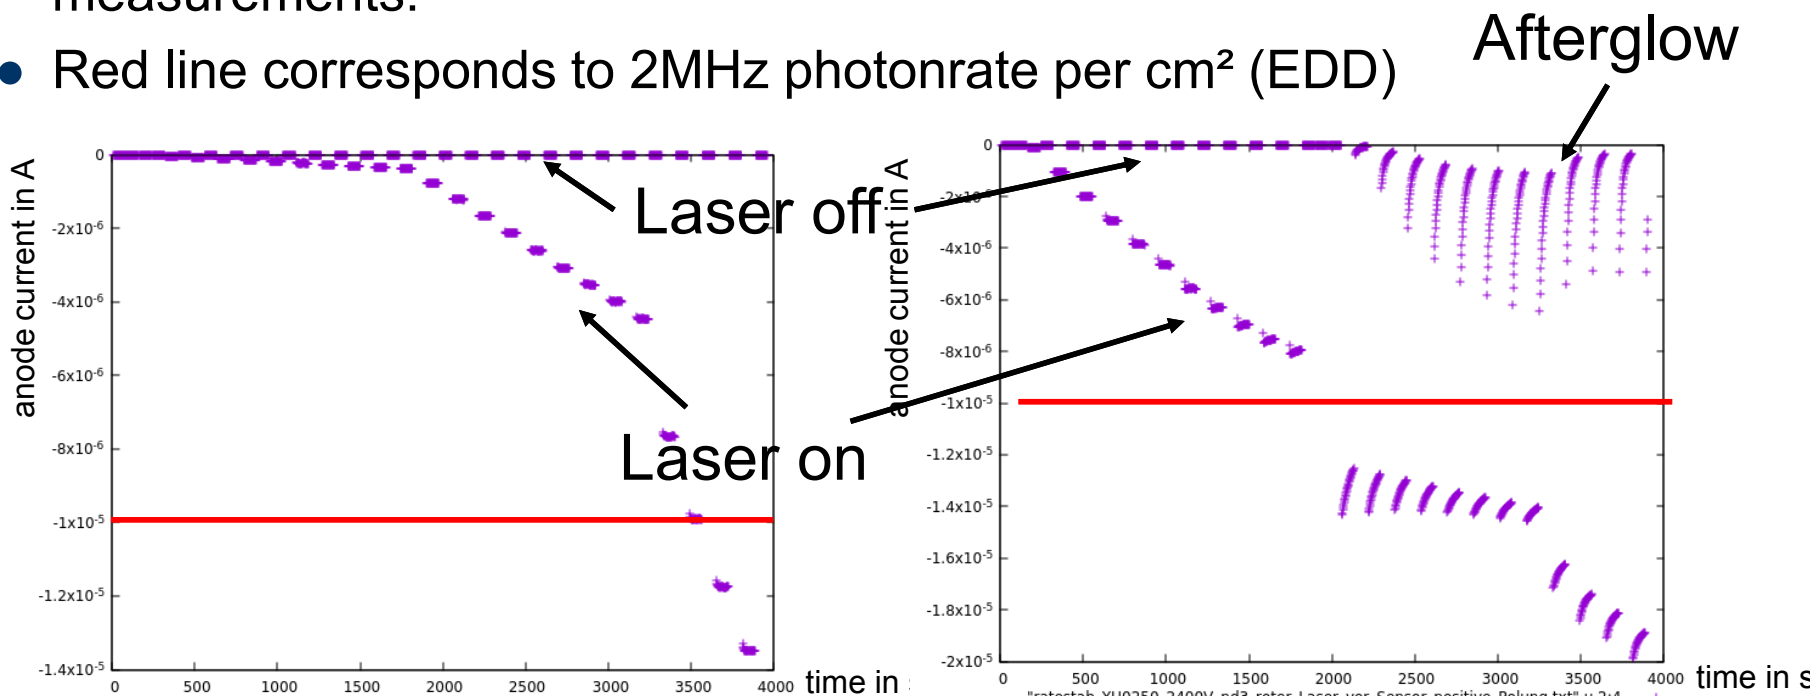 measurements.
Afterglow
● Red line corresponds to 2MHz photonrate per cm² (EDD)
anode current in A
0
-2x10⁻⁶
-4x10⁻⁶
-6x10⁻⁶
-8x10⁻⁶
-1x10⁻⁵
-1.2x10⁻⁵
-1.4x10⁻⁵
0 500 1000 1500 2000 2500 3000 3500 4000
time in s
Laser off
Laser on
anode current in A
0
-2x10⁻⁶
-4x10⁻⁶
-6x10⁻⁶
-8x10⁻⁶
-1x10⁻⁵
-1.2x10⁻⁵
-1.4x10⁻⁵
-1.6x10⁻⁵
-1.8x10⁻⁵
-2x10⁻⁵
0 500 1000 1500 2000 2500 3000 3500 4000
time in s